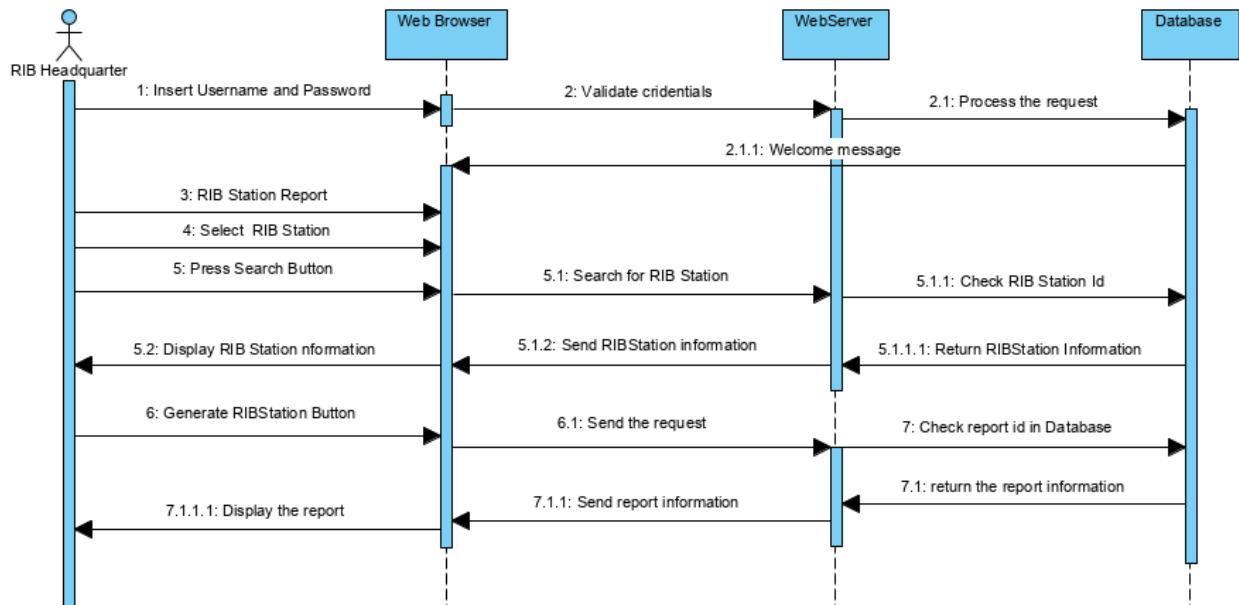 Web Browser
WebServer
Database
RIB Headquarter
1: Insert Username and Password
2: Validate cridentials
2.1: Process the request
2.1.1: Welcome message
3: RIB Station Report
4: Select RIB Station
5: Press Search Button
5.1: Search for RIB Station
5.1.1: Check RIB Station Id
5.2: Display RIB Station nformation
5.1.2: Send RIBStation information
5.1.1.1: Return RIBStation Information
6: Generate RIBStation Button
6.1: Send the request
7: Check report id in Database
7.1: return the report information
7.1.1: Send report information
7.1.1.1: Display the report